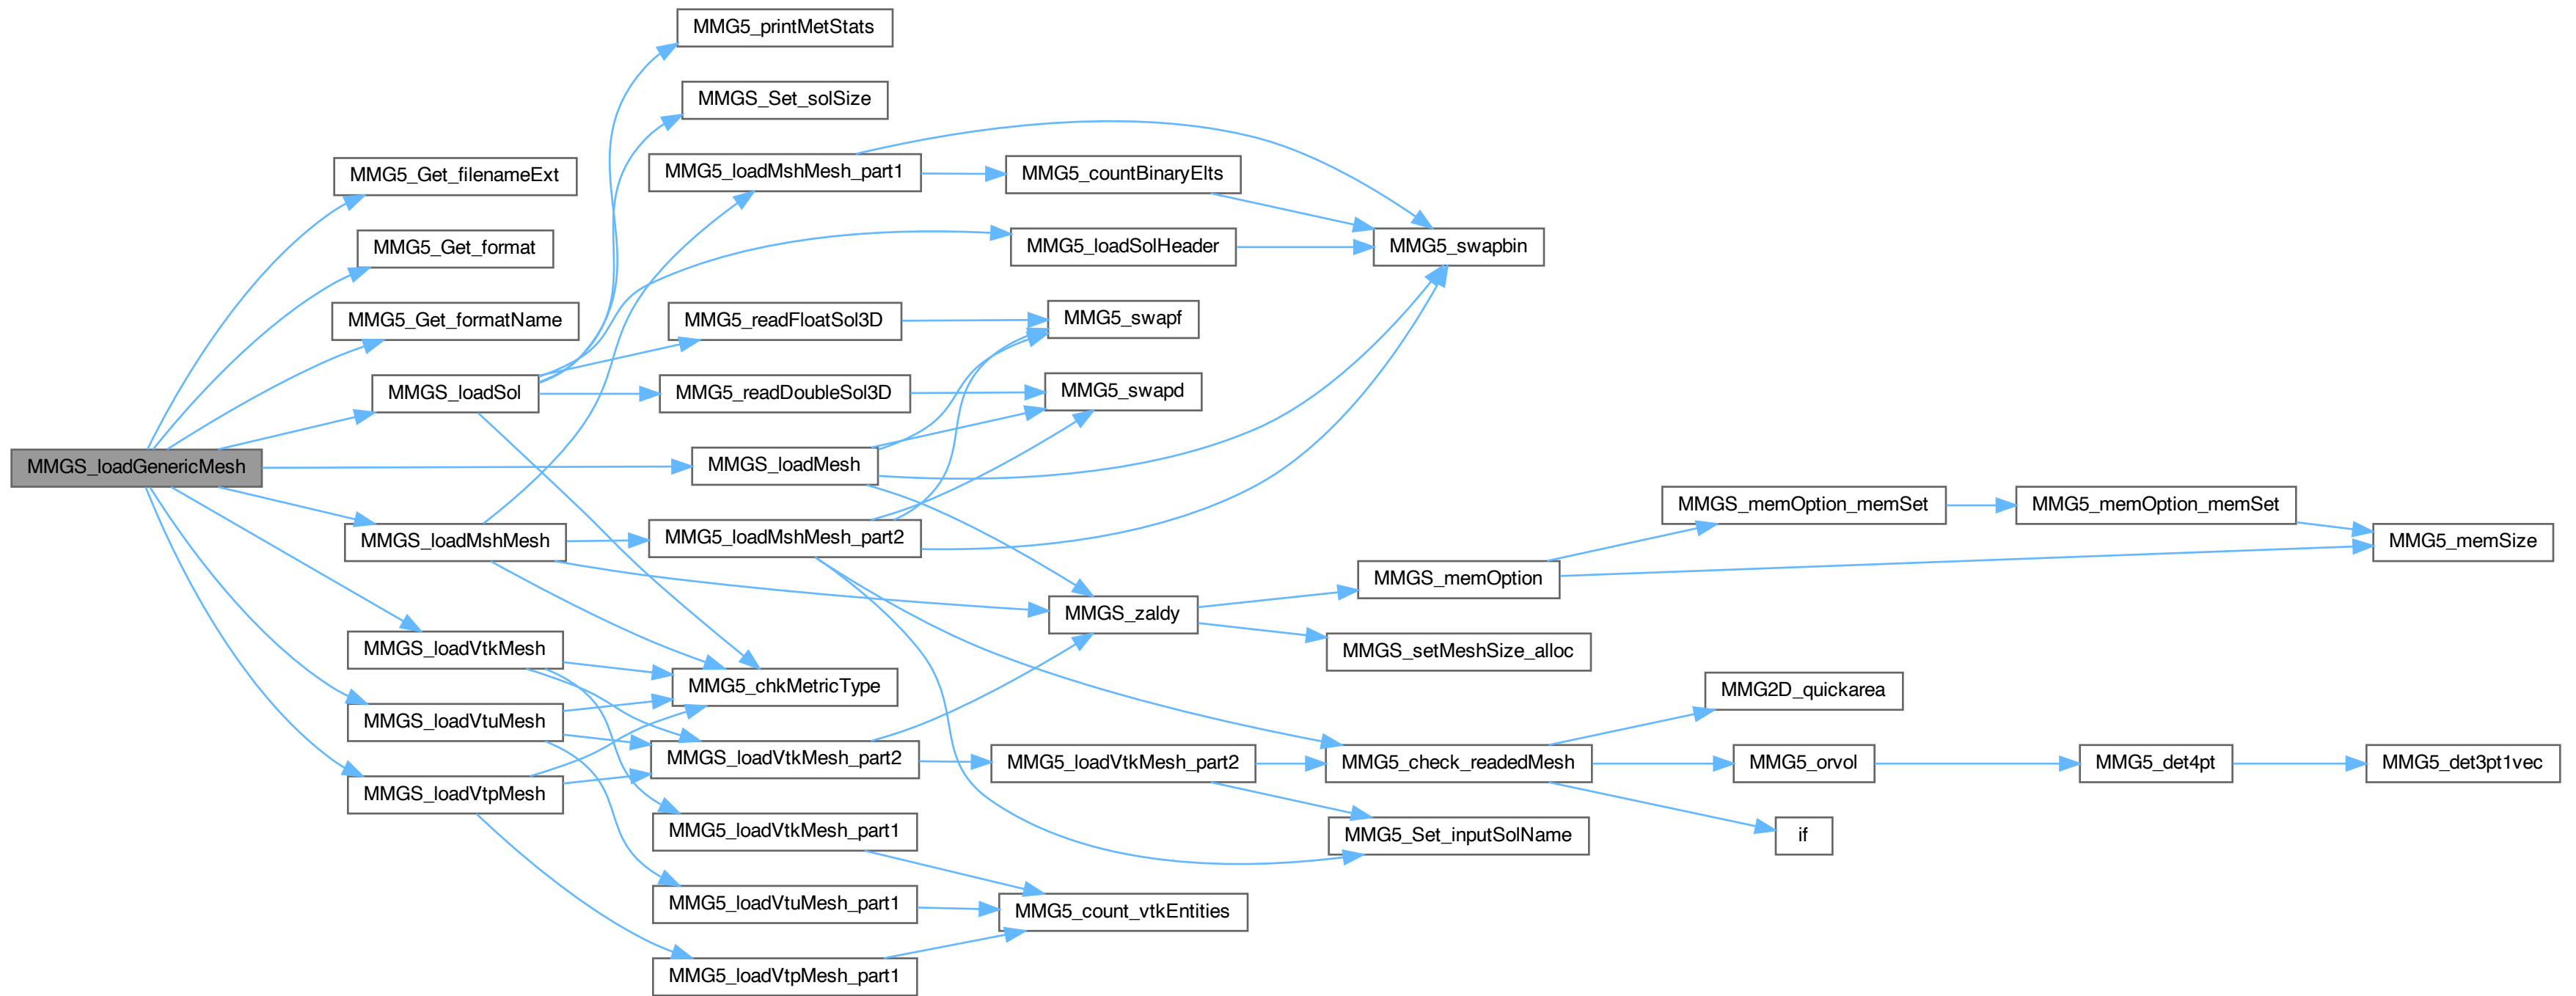 MMG5_printMetStats
MMGS_Set_solSize
MMG5_Get_filenameExt
MMG5_loadMshMesh_part1
MMG5_countBinaryElts
MMG5_Get_format
MMG5_loadSolHeader
MMG5_swapbin
MMG5_Get_formatName
MMG5_readFloatSol3D
MMG5_swapf
MMGS_loadSol
MMG5_readDoubleSol3D
MMG5_swapd
MMGS_loadGenericMesh
MMGS_loadMesh
MMGS_memOption_memSet
MMG5_memOption_memSet
MMGS_loadMshMesh
MMG5_loadMshMesh_part2
MMG5_memSize
MMGS_memOption
MMGS_zaldy
MMGS_loadVtkMesh
MMGS_setMeshSize_alloc
MMG5_chkMetricType
MMG2D_quickarea
MMGS_loadVtuMesh
MMGS_loadVtkMesh_part2
MMG5_loadVtkMesh_part2
MMG5_check_readedMesh
MMG5_orvol
MMG5_det4pt
MMG5_det3pt1vec
MMGS_loadVtpMesh
MMG5_loadVtkMesh_part1
MMG5_Set_inputSolName
if
MMG5_loadVtuMesh_part1
MMG5_count_vtkEntities
MMG5_loadVtpMesh_part1